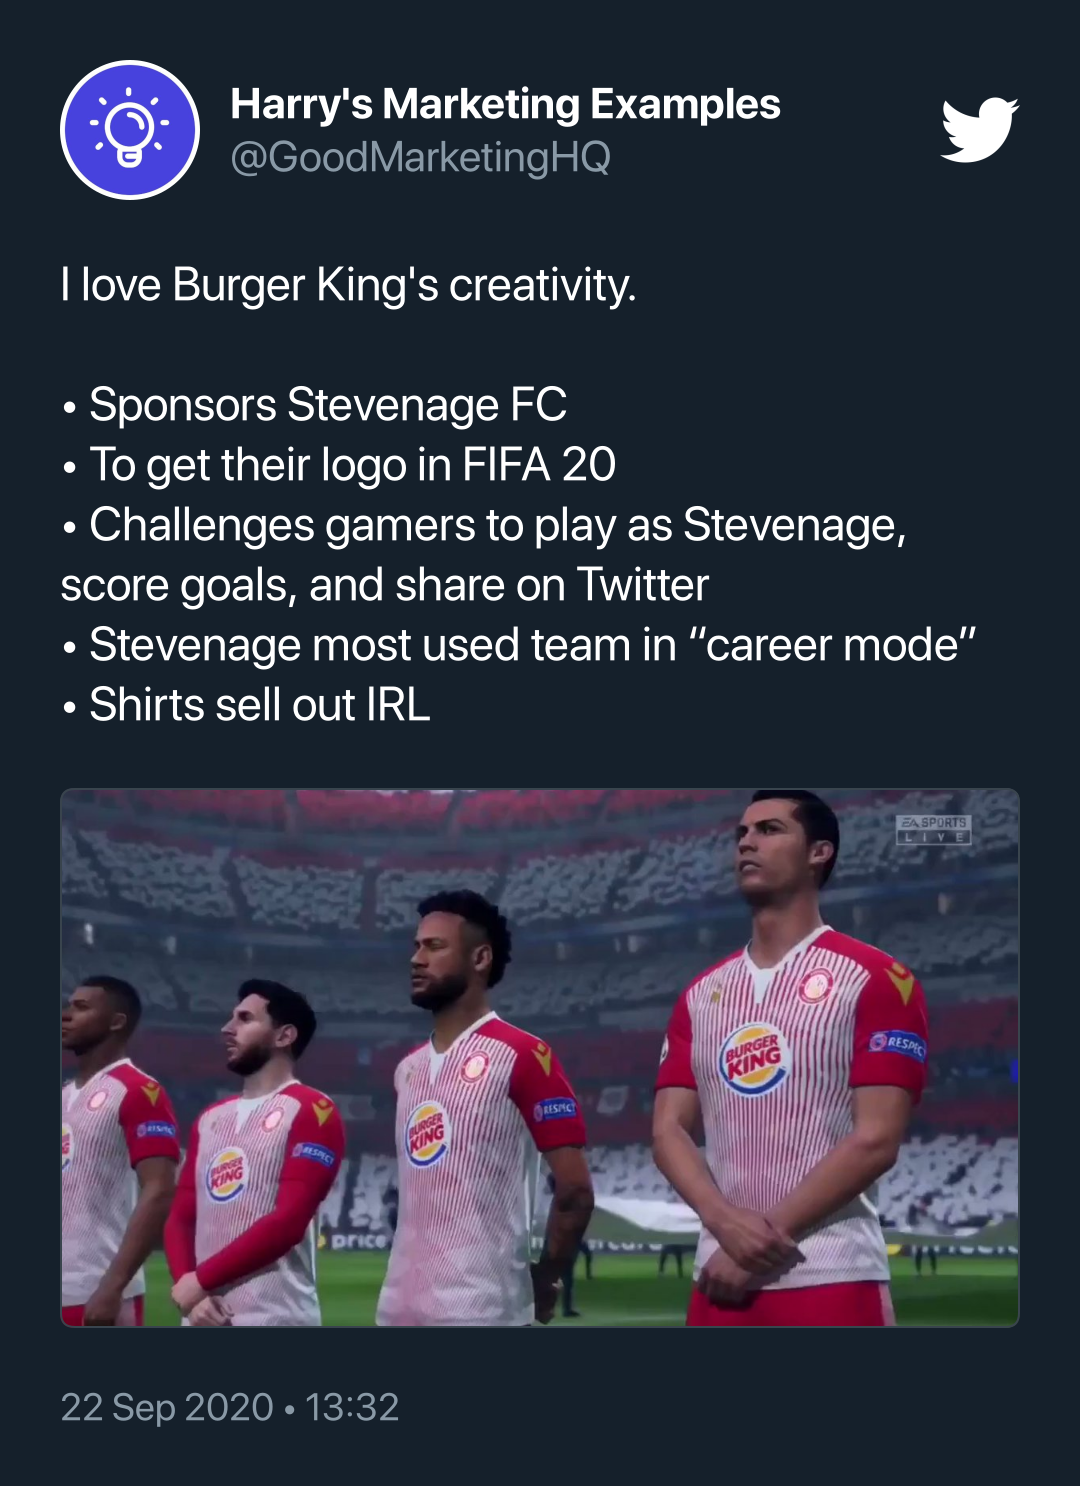 Harry's Marketing Examples
@GoodMarketingHQ
I love Burger King's creativity.
• Sponsors Stevenage FC
• To get their logo in FIFA 20
• Challenges gamers to play as Stevenage,
score goals, and share on Twitter
• Stevenage most used team in “career mode”
• Shirts sell out IRL
EA SPORTS
LIVE
RESPECT
BURGER
KING
RESPECT
BURGER
KING
RESPECT
BURGER
KING
RESPECT
price
22 Sep 2020 • 13:32